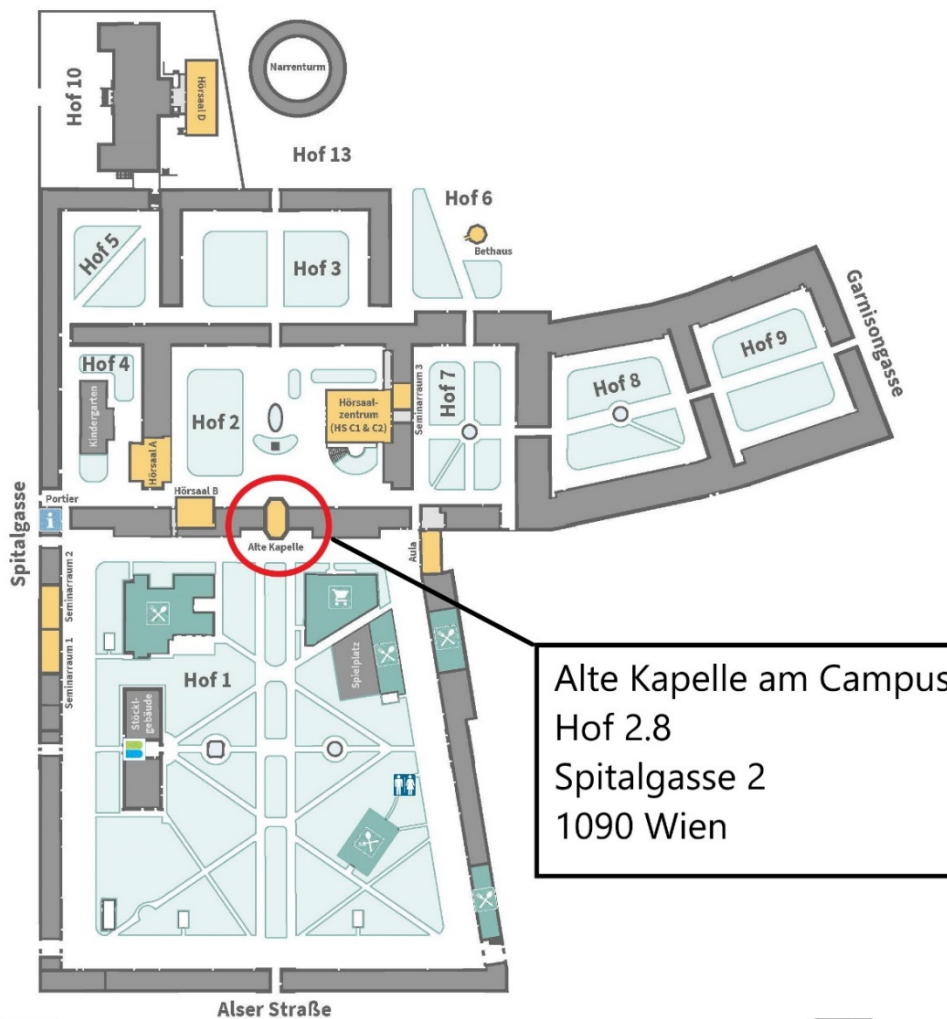 Hof 10
Hörsaal D
Narrenturm
Hof 13
Hof 6
Bethaus
Hof 5
Hof 3
Garnisongasse
Hof 4
Kindergarten
Hörsaal A
Hof 2
Hörsaal-
zentrum
(HS C1 & C2)
Seminarraum 3
Hof 7
Hof 8
Hof 9
Spitalgasse
Portier
Hörsaal B
Alte Kapelle
Aula
Seminarraum 2
Seminarraum 1
Hof 1
Stöckl-
gebäude
Spielplatz
Alte Kapelle am Campus
Hof 2.8
Spitalgasse 2
1090 Wien
Alser Straße